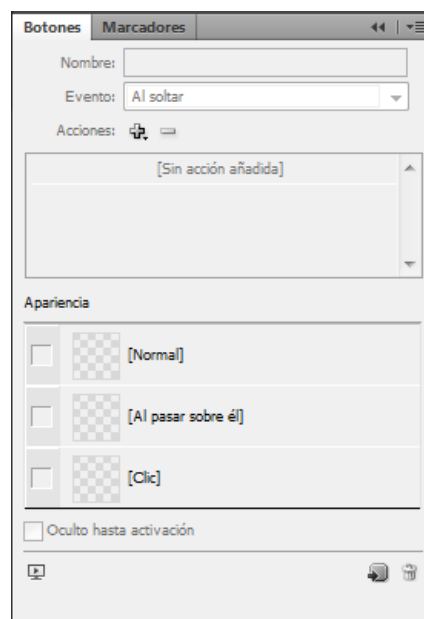 Botones Marcadores
Nombre:
Evento: Al soltar
Acciones:
[Sin acción añadida]
Apariencia
[Normal]
[Al pasar sobre él]
[Clic]
Oculto hasta activación